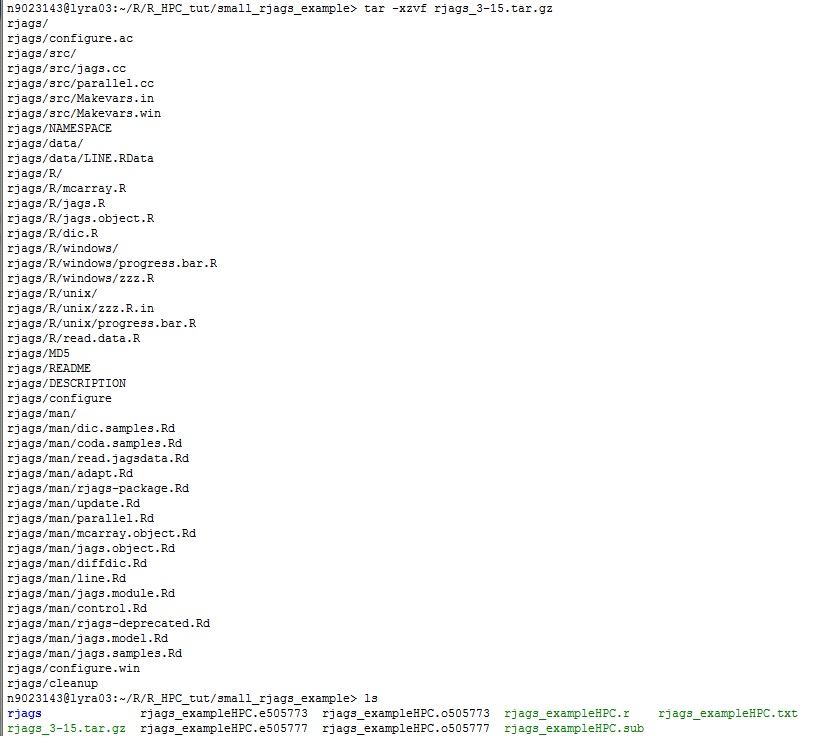 n9023143@lyra03:~/R/R_HPC_tut/small_rjags_example> tar -xzvf rjags_3-15.tar.gz
rjags/
rjags/configure.ac
rjags/src/
rjags/src/jags.cc
rjags/src/parallel.cc
rjags/src/Makevars.in
rjags/src/Makevars.win
rjags/NAMESPACE
rjags/data/
rjags/data/LINE.RData
rjags/R/
rjags/R/mcarray.R
rjags/R/jags.R
rjags/R/jags.object.R
rjags/R/dic.R
rjags/R/windows/
rjags/R/windows/progress.bar.R
rjags/R/windows/zzz.R
rjags/R/unix/
rjags/R/unix/zzz.R.in
rjags/R/unix/progress.bar.R
rjags/R/read.data.R
rjags/MD5
rjags/README
rjags/DESCRIPTION
rjags/configure
rjags/man/
rjags/man/dic.samples.Rd
rjags/man/coda.samples.Rd
rjags/man/read.jagsdata.Rd
rjags/man/adapt.Rd
rjags/man/rjags-package.Rd
rjags/man/update.Rd
rjags/man/parallel.Rd
rjags/man/mcarray.object.Rd
rjags/man/jags.object.Rd
rjags/man/diffdic.Rd
rjags/man/line.Rd
rjags/man/jags.module.Rd
rjags/man/control.Rd
rjags/man/rjags-deprecated.Rd
rjags/man/jags.model.Rd
rjags/man/jags.samples.Rd
rjags/configure.win
rjags/cleanup
n9023143@lyra03:~/R/R_HPC_tut/small_rjags_example> ls
rjags rjags_exampleHPC.e505773 rjags_exampleHPC.o505773 rjags_exampleHPC.r rjags_exampleHPC.txt
rjags_3-15.tar.gz rjags_exampleHPC.e505777 rjags_exampleHPC.o505777 rjags_exampleHPC.sub